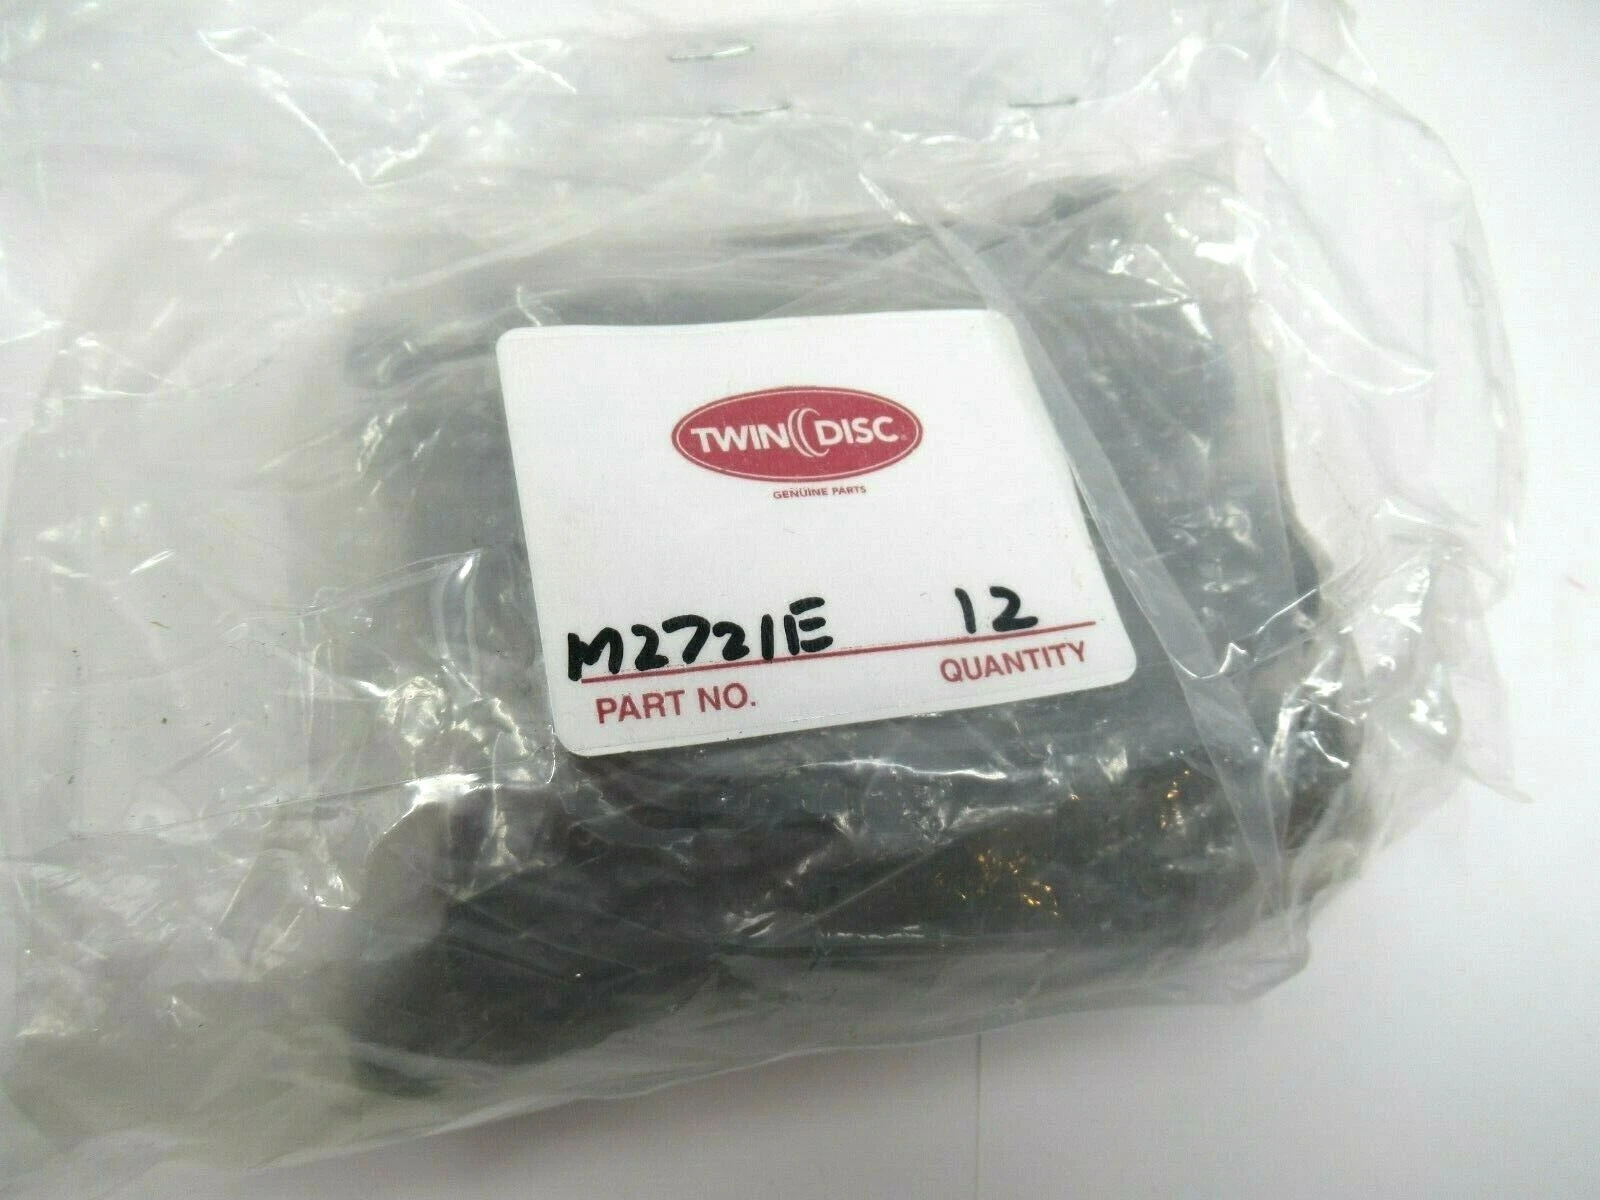 TWIN DISC®
GENUINE PARTS
M2721E 12
PART NO. QUANTITY